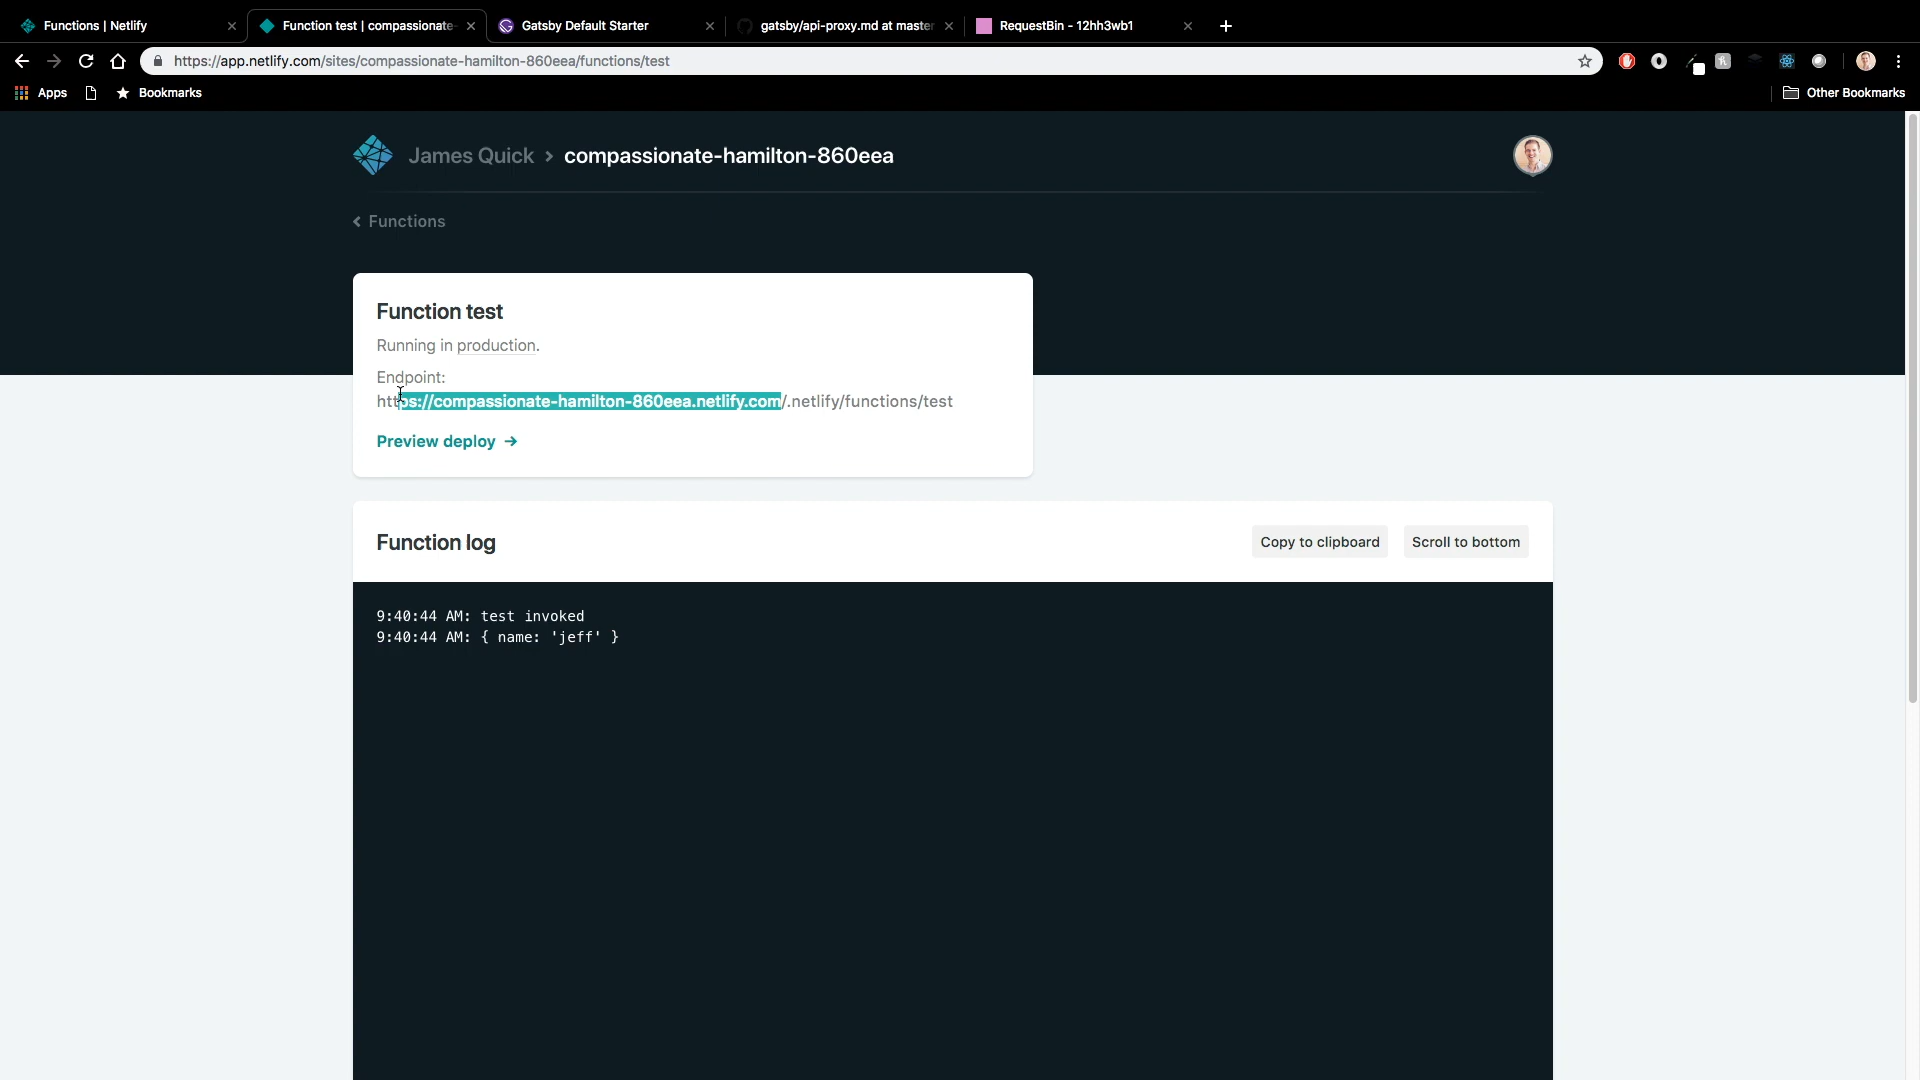 Functions | Netlify
Function test | compassionate-
Gatsby Default Starter
gatsby/api-proxy.md at master
RequestBin - 12hh3wb1
https://app.netlify.com/sites/compassionate-hamilton-860eea/functions/test
Apps
Bookmarks
Other Bookmarks
James Quick > compassionate-hamilton-860eea
Functions
Function test
Running in production.
Endpoint:
https://compassionate-hamilton-860eea.netlify.com/.netlify/functions/test
Preview deploy →
Function log
Copy to clipboard
Scroll to bottom
9:40:44 AM: test invoked
9:40:44 AM: { name: 'jeff' }